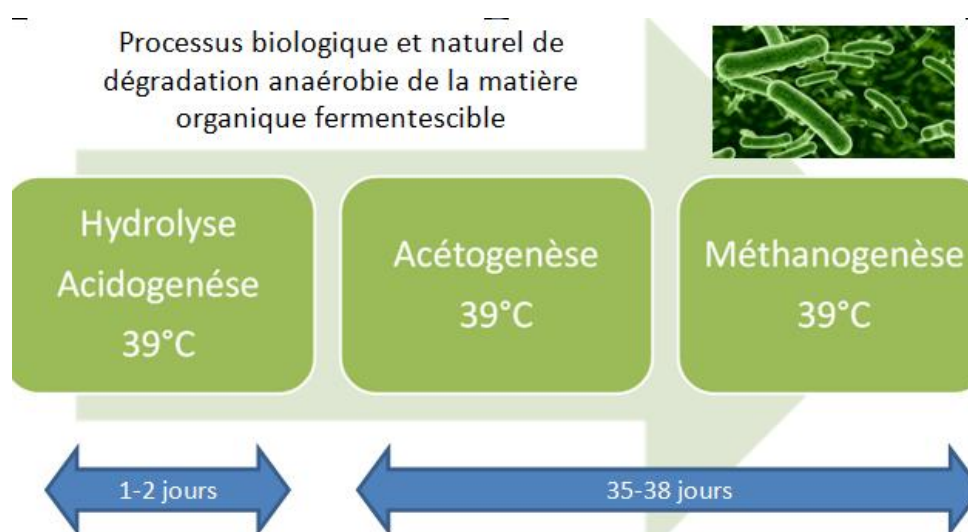 Processus biologique et naturel de
dégradation anaérobie de la matière
organique fermentescible
Hydrolyse
Acidogenése
39°C
Acétogenèse
39°C
Méthanogenèse
39°C
1-2 jours
35-38 jours